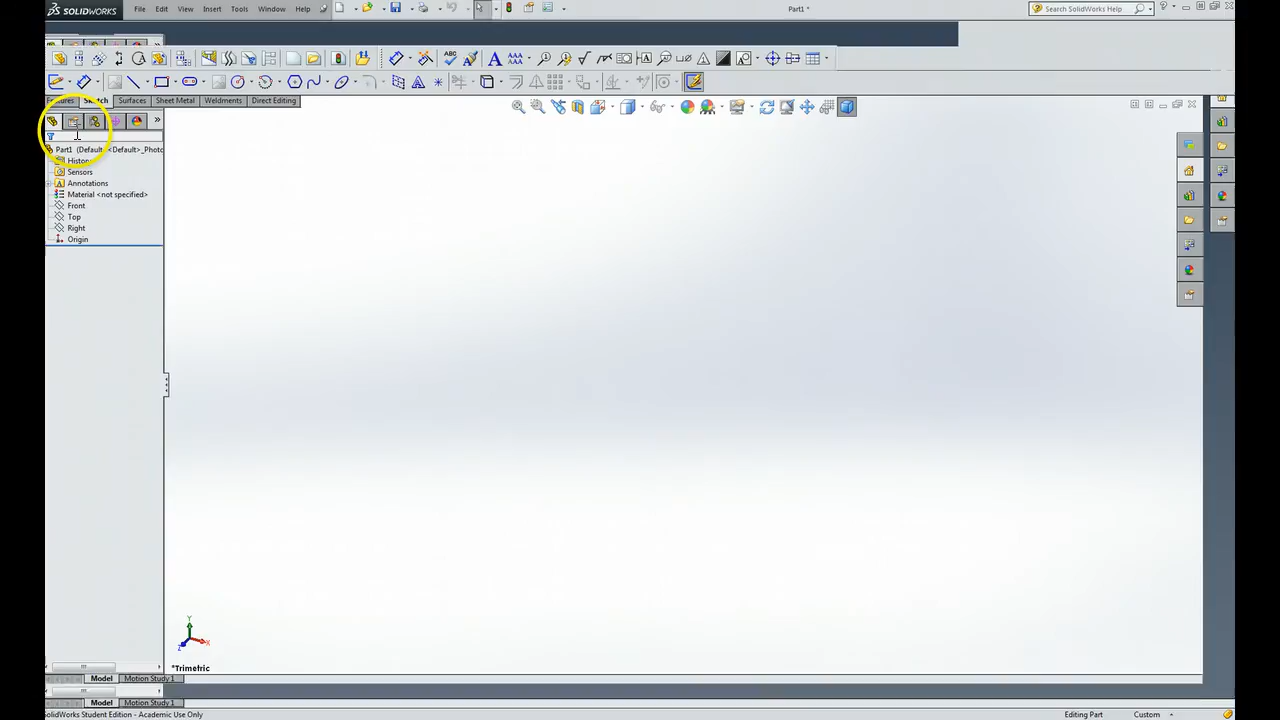 SOLIDWORKS File Edit View Insert Tools Window Help Part1 * Search SolidWorks Help
Features Sketch Surfaces Sheet Metal Weldments Direct Editing
Part1 (Default<<Default>_Photo
History
Sensors
Annotations
Material <not specified>
Front
Top
Right
Origin
Y
X
Z
*Trimetric
Model Motion Study 1
Model Motion Study 1
SolidWorks Student Edition - Academic Use Only Editing Part Custom